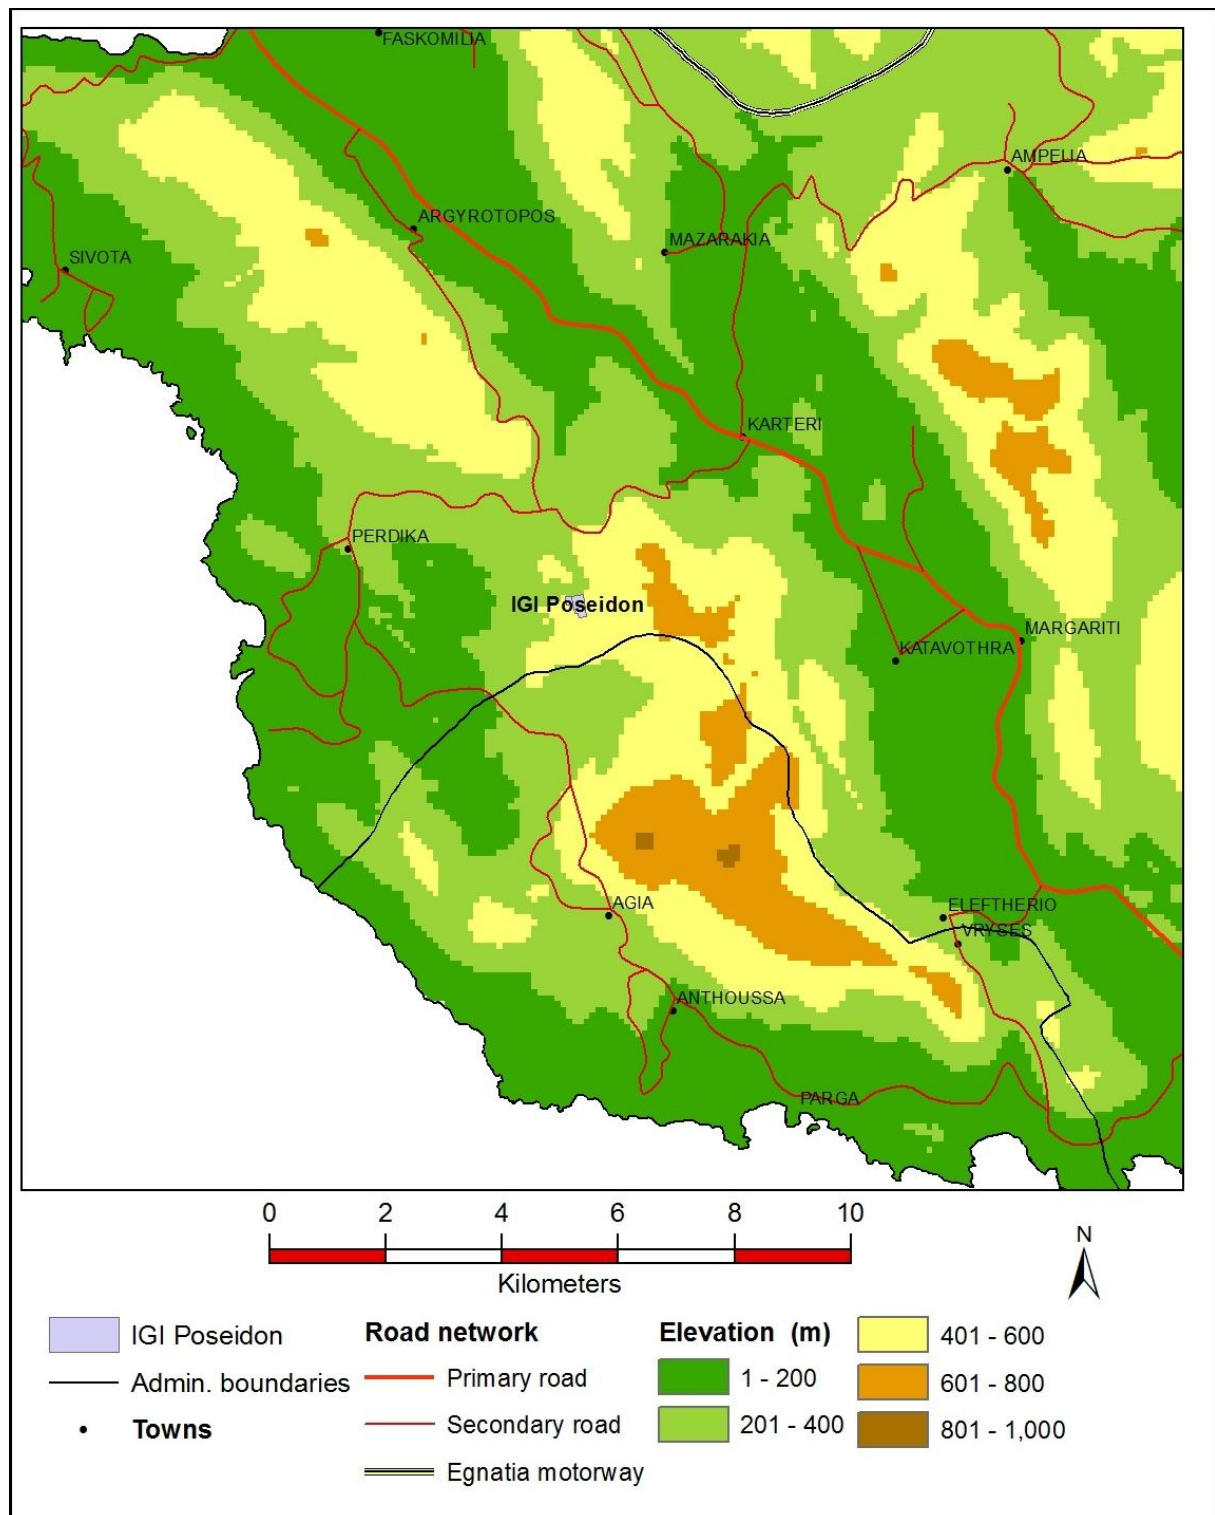 FASKOMILIA
AMPELIA
ARGYROTOPOS
MAZARAKIA
SIVOTA
KARTERI
PERDIKA
IGI Poseidon
MARGARITI
KATAVOTHRA
AGIA
ELEFTHERIO
VRYSES
ANTHOUSSA
PARGA
0 2 4 6 8 10
Kilometers
N
IGI Poseidon
Admin. boundaries
Towns
Road network
Primary road
Secondary road
Egnatia motorway
Elevation (m)
1 - 200
201 - 400
401 - 600
601 - 800
801 - 1,000